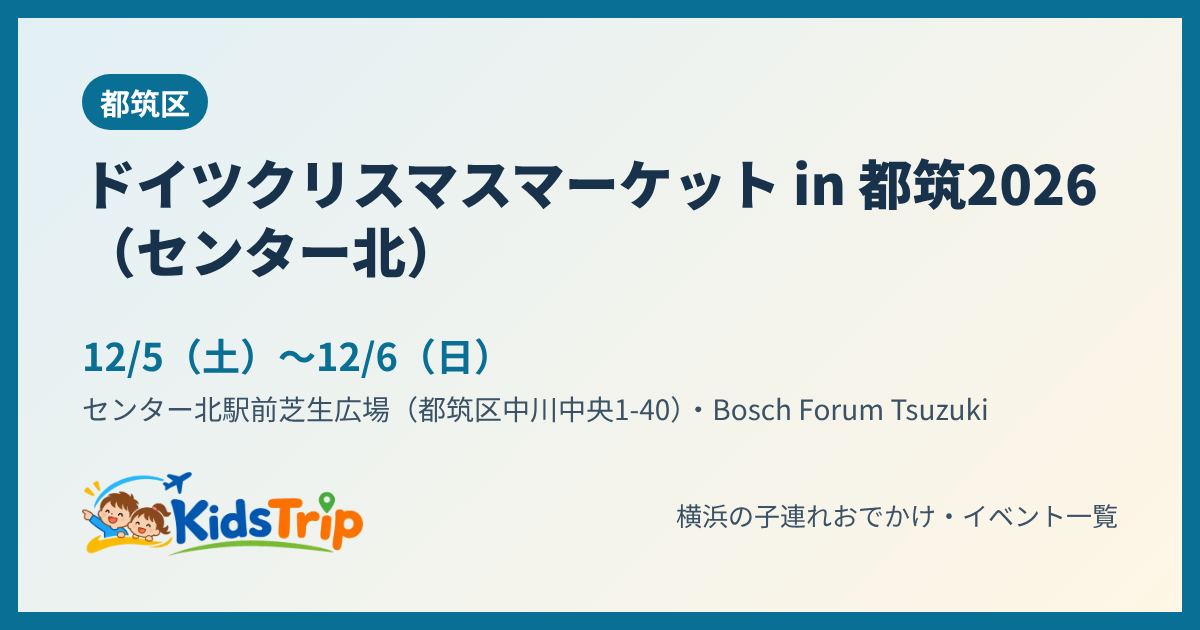 都筑区
ドイツクリスマスマーケット in 都筑2026
（センター北）
12/5（土）〜12/6（日）
センター北駅前芝生広場（都筑区中川中央1-40）・Bosch Forum Tsuzuki
KidsTrip
横浜の子連れおでかけ・イベント一覧